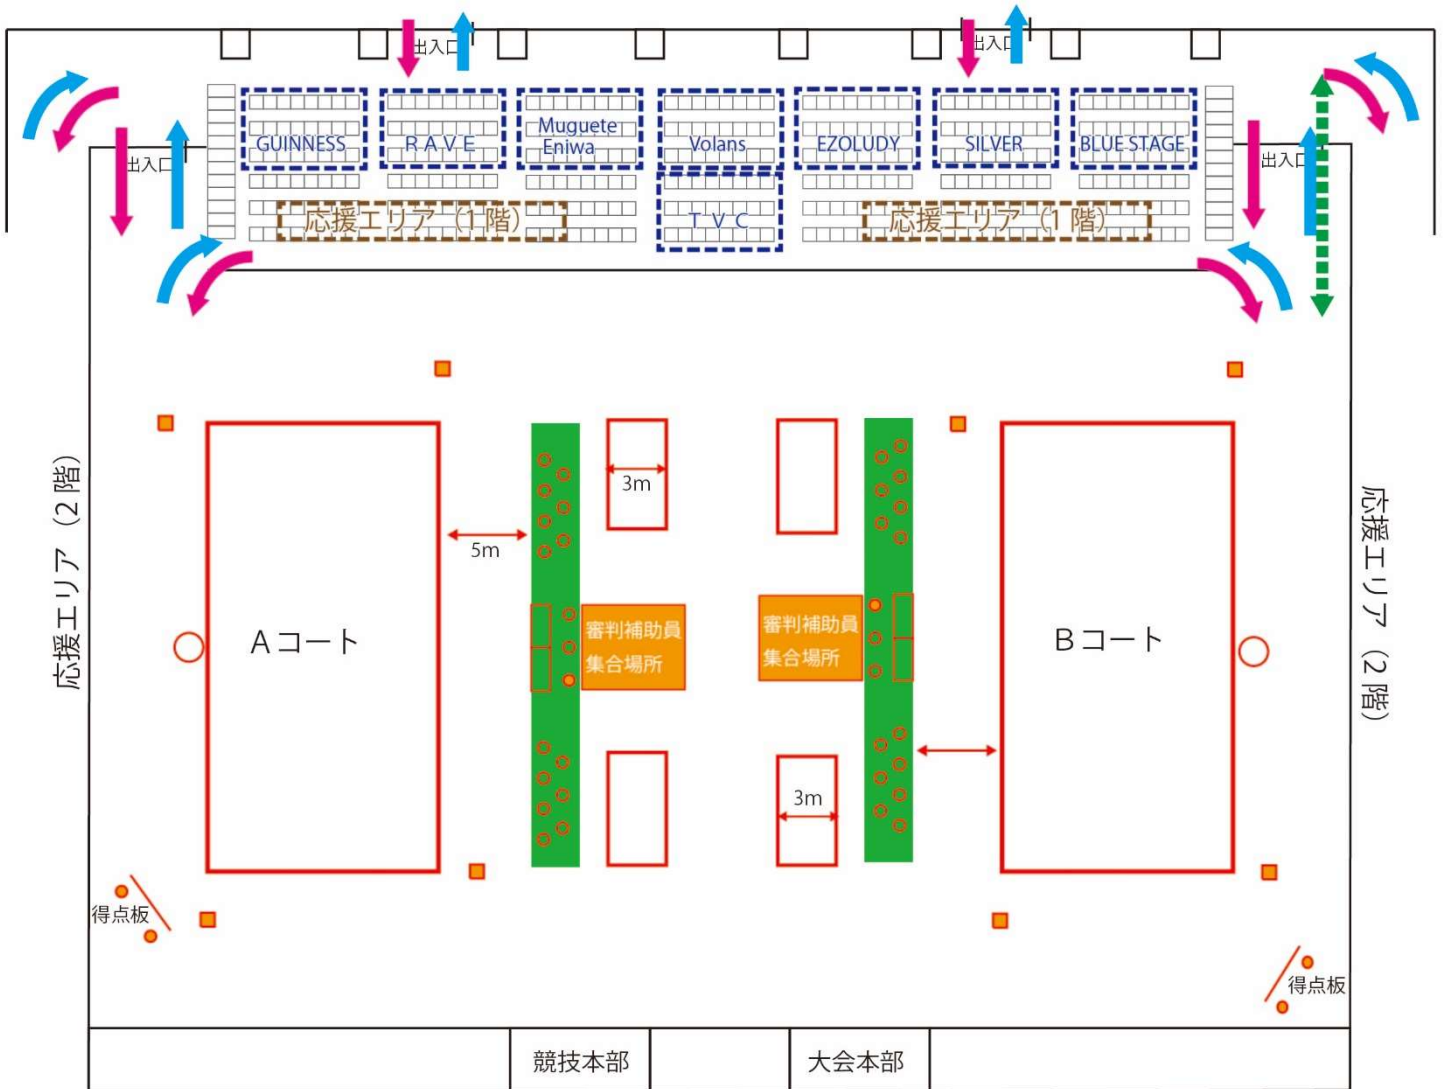 出入口
出入口
GUINNESS
RAVE
Muguete
Eniwa
Volans
EZOLUDY
SILVER
BLUE STAGE
出入口
出入口
応援エリア（1階）
TVC
応援エリア（1階）
3m
5m
応援エリア（2階）
Aコート
審判補助員
集合場所
審判補助員
集合場所
Bコート
応援エリア（2階）
3m
得点板
得点板
競技本部
大会本部